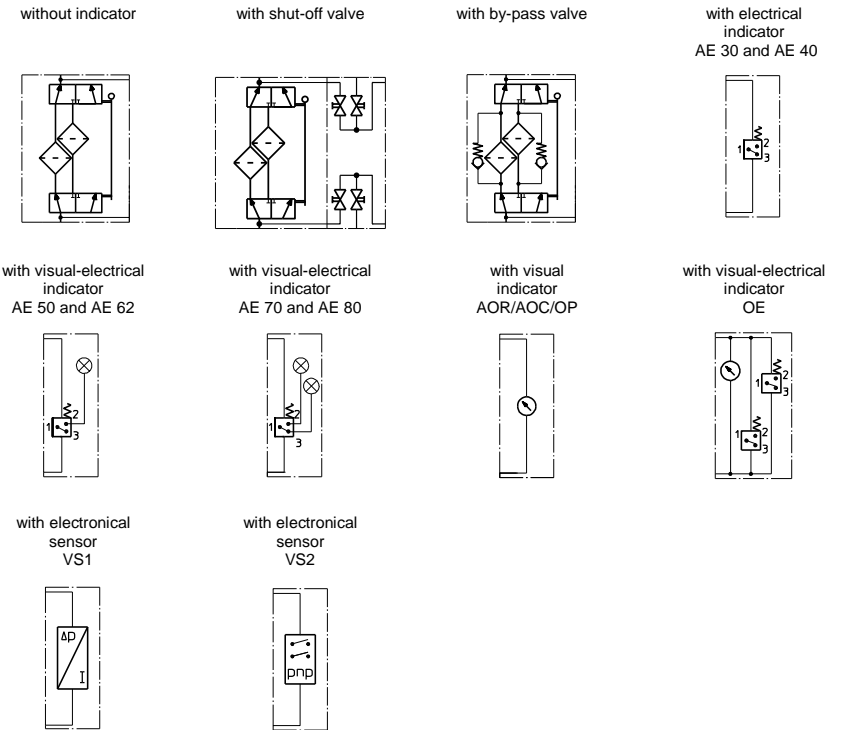 without indicator
with shut-off valve
with by-pass valve
with electrical
indicator
AE 30 and AE 40
1
2
3
with visual-electrical
indicator
AE 50 and AE 62
1
2
3
with visual-electrical
indicator
AE 70 and AE 80
1
2
3
with visual
indicator
AOR/AOC/OP
with visual-electrical
indicator
OE
1
2
3
1
2
3
with electronical
sensor
VS1
Δp
I
with electronical
sensor
VS2
pnp